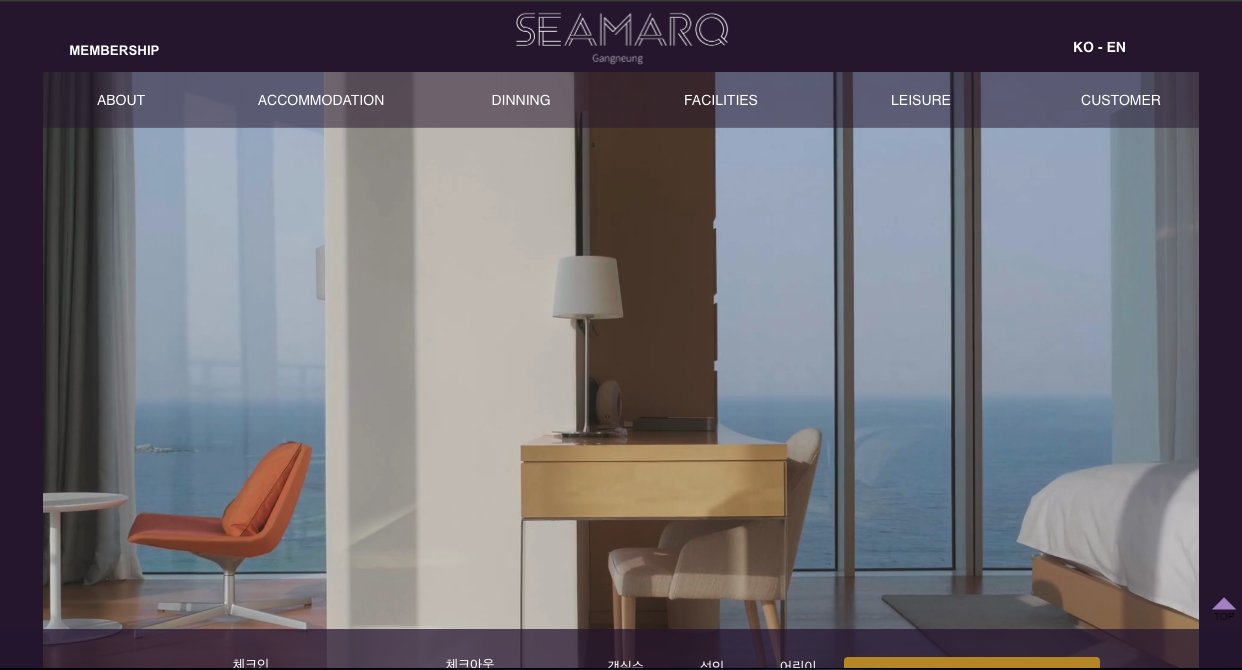 SEAMARQ
Gangneung
MEMBERSHIP
KO - EN
ABOUT ACCOMMODATION DINNING FACILITIES LEISURE CUSTOMER
TOP
체크인 체크아웃 객실수 성인 어린이